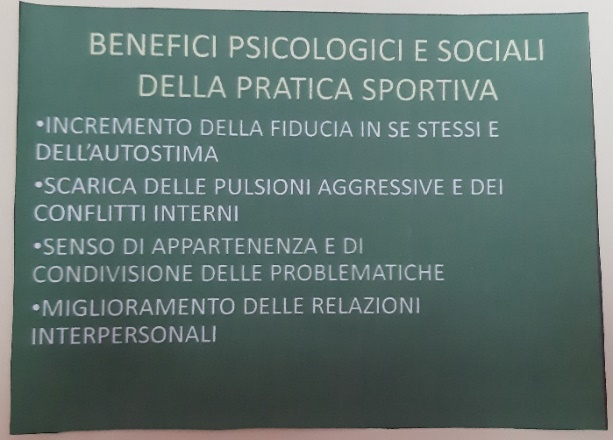 BENEFICI PSICOLOGICI E SOCIALI
DELLA PRATICA SPORTIVA
•INCREMENTO DELLA FIDUCIA IN SE STESSI E
DELL'AUTOSTIMA
•SCARICA DELLE PULSIONI AGGRESSIVE E DEI
CONFLITTI INTERNI
•SENSO DI APPARTENENZA E DI
CONDIVISIONE DELLE PROBLEMATICHE
•MIGLIORAMENTO DELLE RELAZIONI
INTERPERSONALI